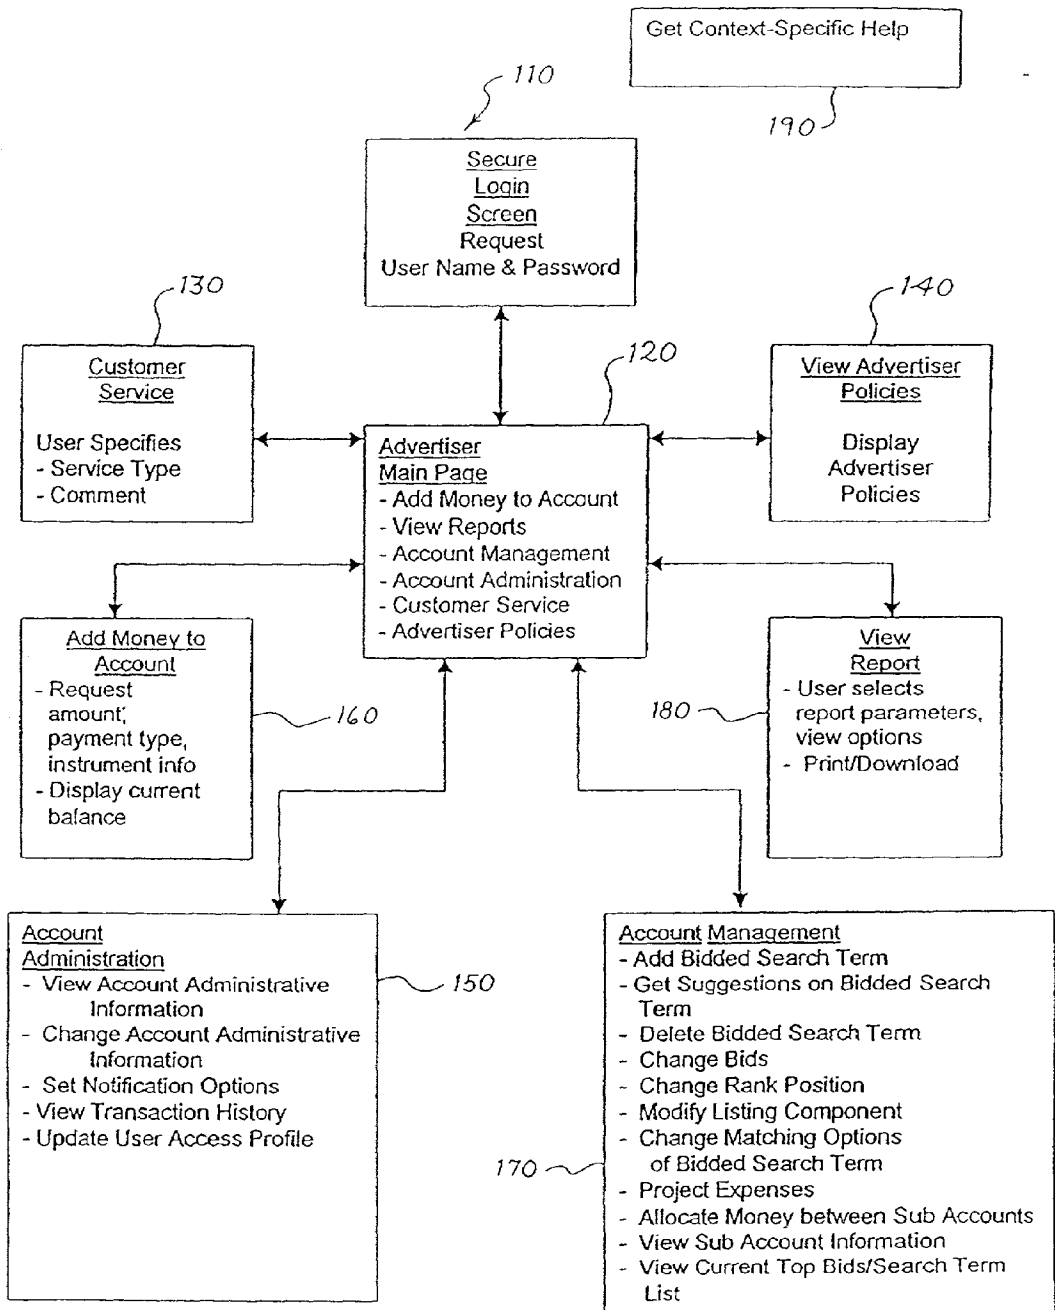 Get Context-Specific Help
190
110
Secure
Login
Screen
Request
User Name & Password
130
Customer
Service
User Specifies
- Service Type
- Comment
120
Advertiser
Main Page
- Add Money to Account
- View Reports
- Account Management
- Account Administration
- Customer Service
- Advertiser Policies
140
View Advertiser
Policies
Display
Advertiser
Policies
Add Money to
Account
- Request
amount,
payment type,
instrument info
- Display current
balance
160
View
Report
- User selects
report parameters,
view options
- Print/Download
180
Account
Administration
- View Account Administrative
Information
- Change Account Administrative
Information
- Set Notification Options
- View Transaction History
- Update User Access Profile
150
Account Management
- Add Bidded Search Term
- Get Suggestions on Bidded Search
Term
- Delete Bidded Search Term
- Change Bids
- Change Rank Position
- Modify Listing Component
- Change Matching Options
of Bidded Search Term
- Project Expenses
- Allocate Money between Sub Accounts
- View Sub Account Information
- View Current Top Bids/Search Term
List
170